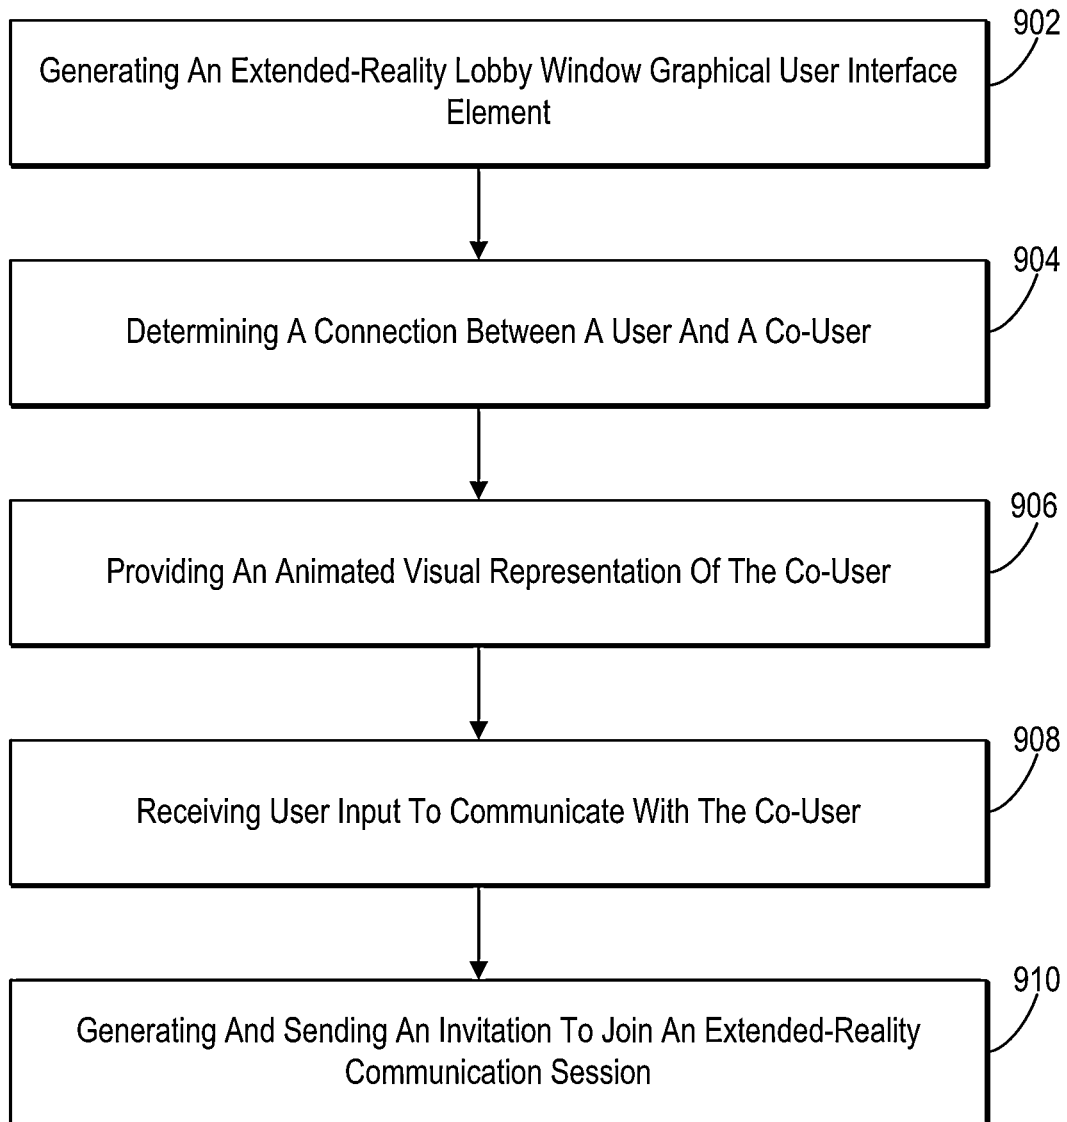 902
Generating An Extended-Reality Lobby Window Graphical User Interface
Element
904
Determining A Connection Between A User And A Co-User
906
Providing An Animated Visual Representation Of The Co-User
908
Receiving User Input To Communicate With The Co-User
910
Generating And Sending An Invitation To Join An Extended-Reality
Communication Session